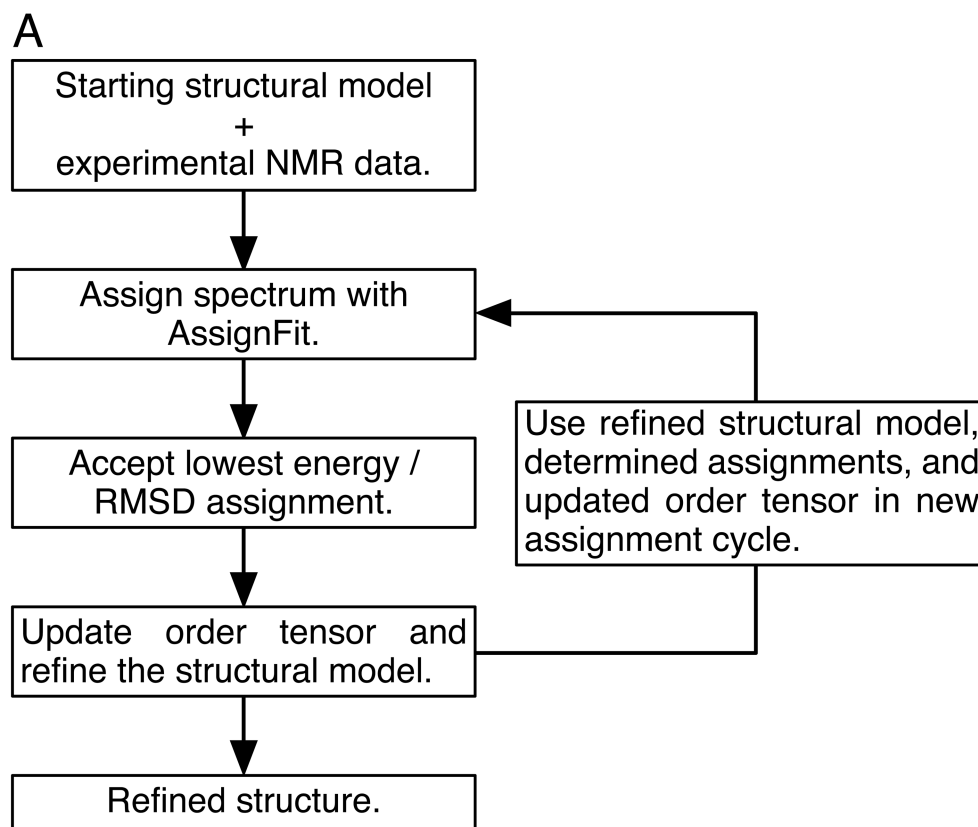 A
Starting structural model
+
experimental NMR data.
Assign spectrum with
AssignFit.
Accept lowest energy /
RMSD assignment.
Use refined structural model,
determined assignments, and
updated order tensor in new
assignment cycle.
Update order tensor and
refine the structural model.
Refined structure.